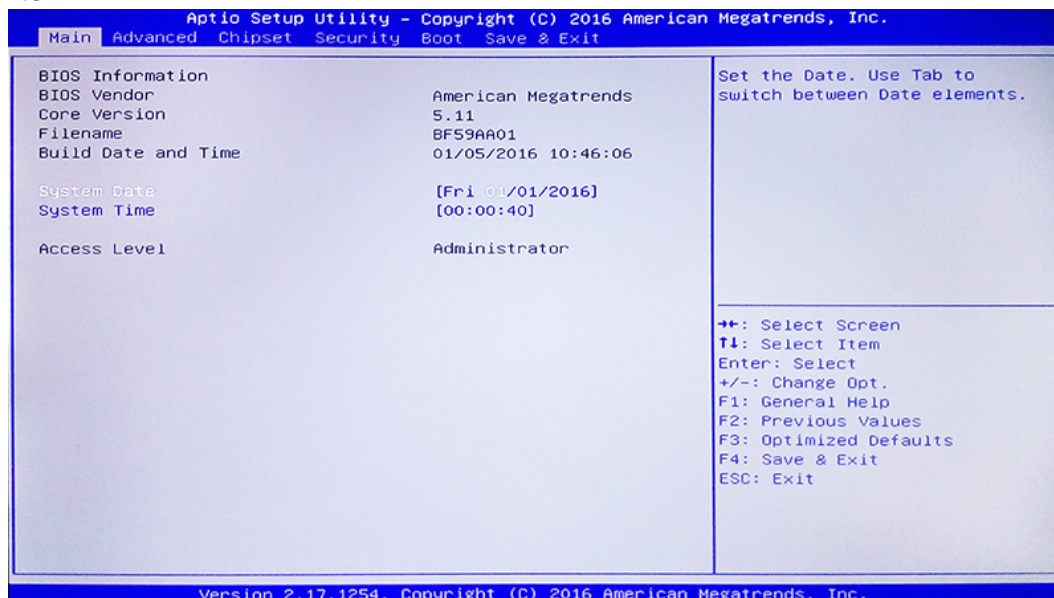 Aptio Setup Utility - Copyright (C) 2016 American Megatrends, Inc.
Main Advanced Chipset Security Boot Save & Exit
BIOS Information
BIOS Vendor American Megatrends
Core Version 5.11
Filename BF59AA01
Build Date and Time 01/05/2016 10:46:06
System Date [Fri 01/01/2016]
System Time [00:00:40]
Access Level Administrator
Set the Date. Use Tab to
switch between Date elements.
→←: Select Screen
↑↓: Select Item
Enter: Select
+/-: Change Opt.
F1: General Help
F2: Previous Values
F3: Optimized Defaults
F4: Save & Exit
ESC: Exit
Version 2.17.1254. Copyright (C) 2016 American Megatrends, Inc.